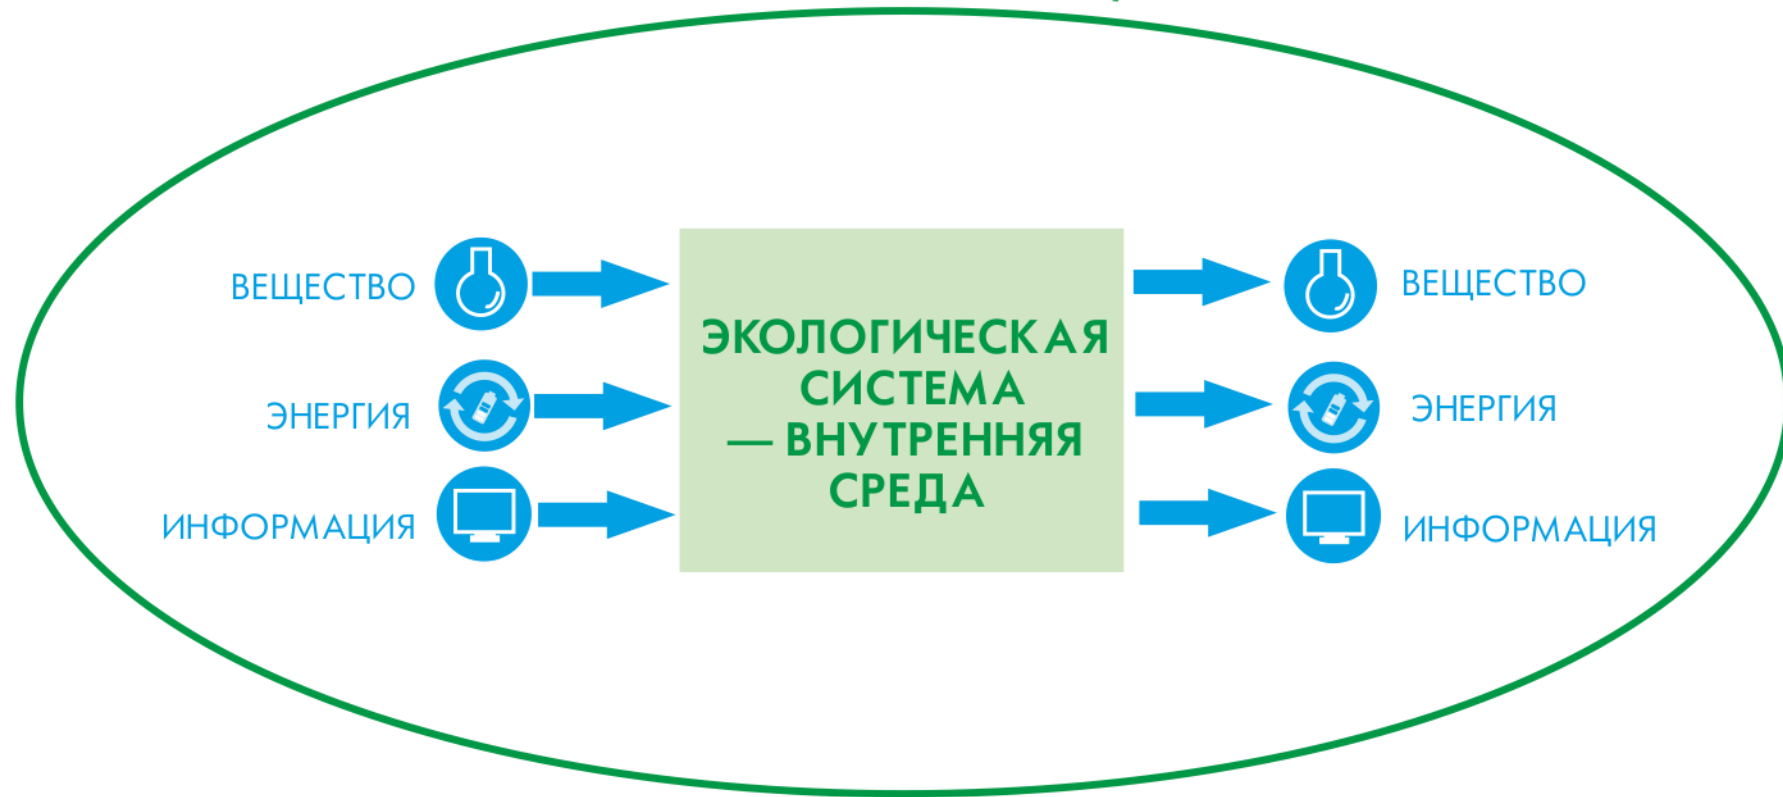 ВЕЩЕСТВО
ЭНЕРГИЯ
ИНФОРМАЦИЯ
ЭКОЛОГИЧЕСКАЯ
СИСТЕМА
— ВНУТРЕННЯЯ
СРЕДА
ВЕЩЕСТВО
ЭНЕРГИЯ
ИНФОРМАЦИЯ